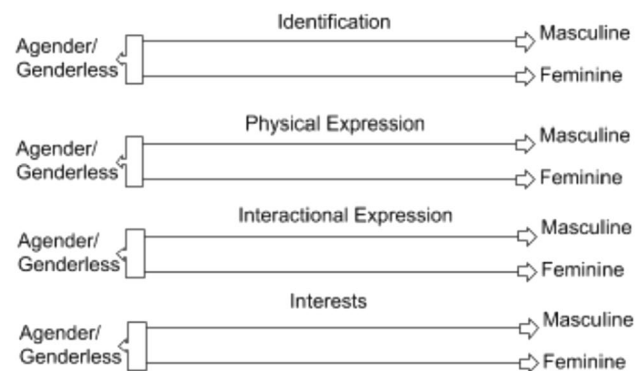 Identification
Agender/
Genderless
Masculine
Feminine
Physical Expression
Agender/
Genderless
Masculine
Feminine
Interactional Expression
Agender/
Genderless
Masculine
Feminine
Interests
Agender/
Genderless
Masculine
Feminine